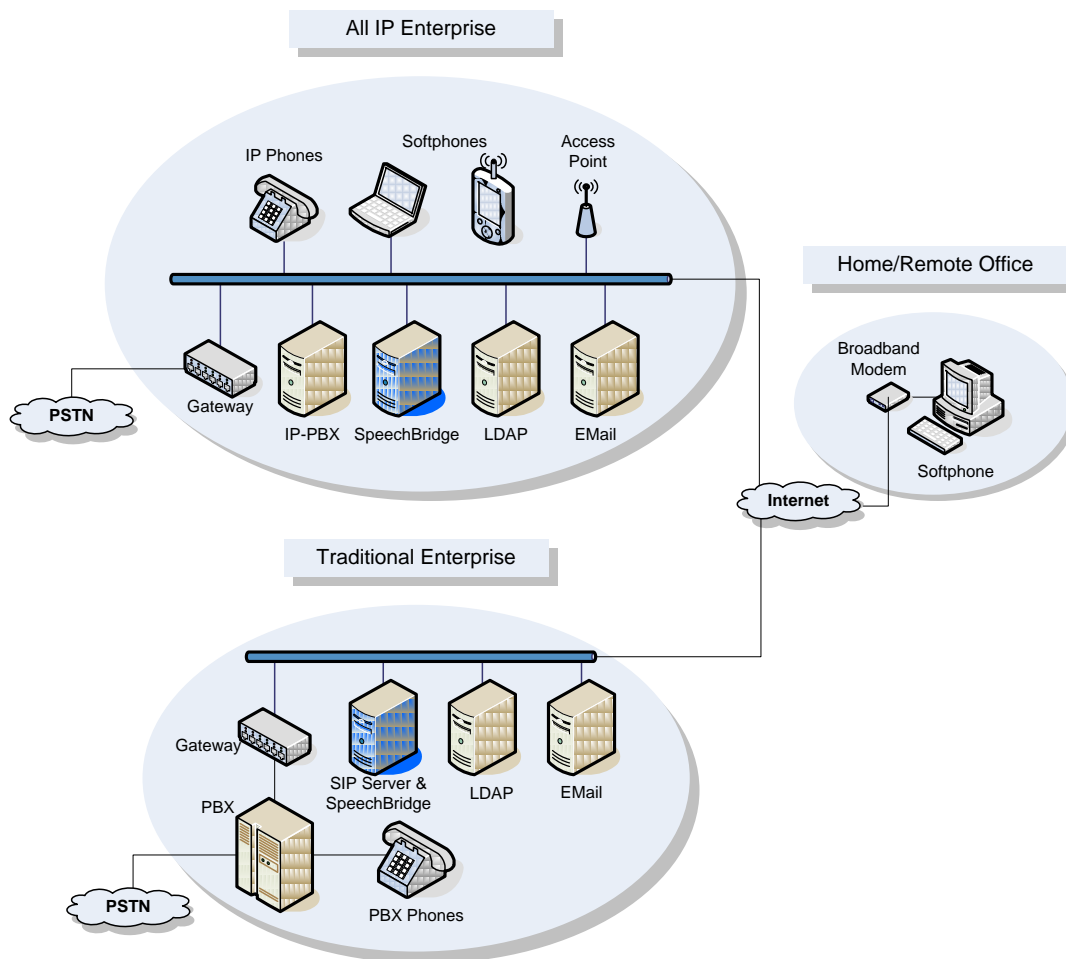 All IP Enterprise
Softphones
Access
Point
IP Phones
Home/Remote Office
Broadband
Modem
Gateway
PSTN
IP-PBX
SpeechBridge
LDAP
EMail
Softphone
Internet
Traditional Enterprise
Gateway
SIP Server &
SpeechBridge
LDAP
EMail
PBX
PSTN
PBX Phones